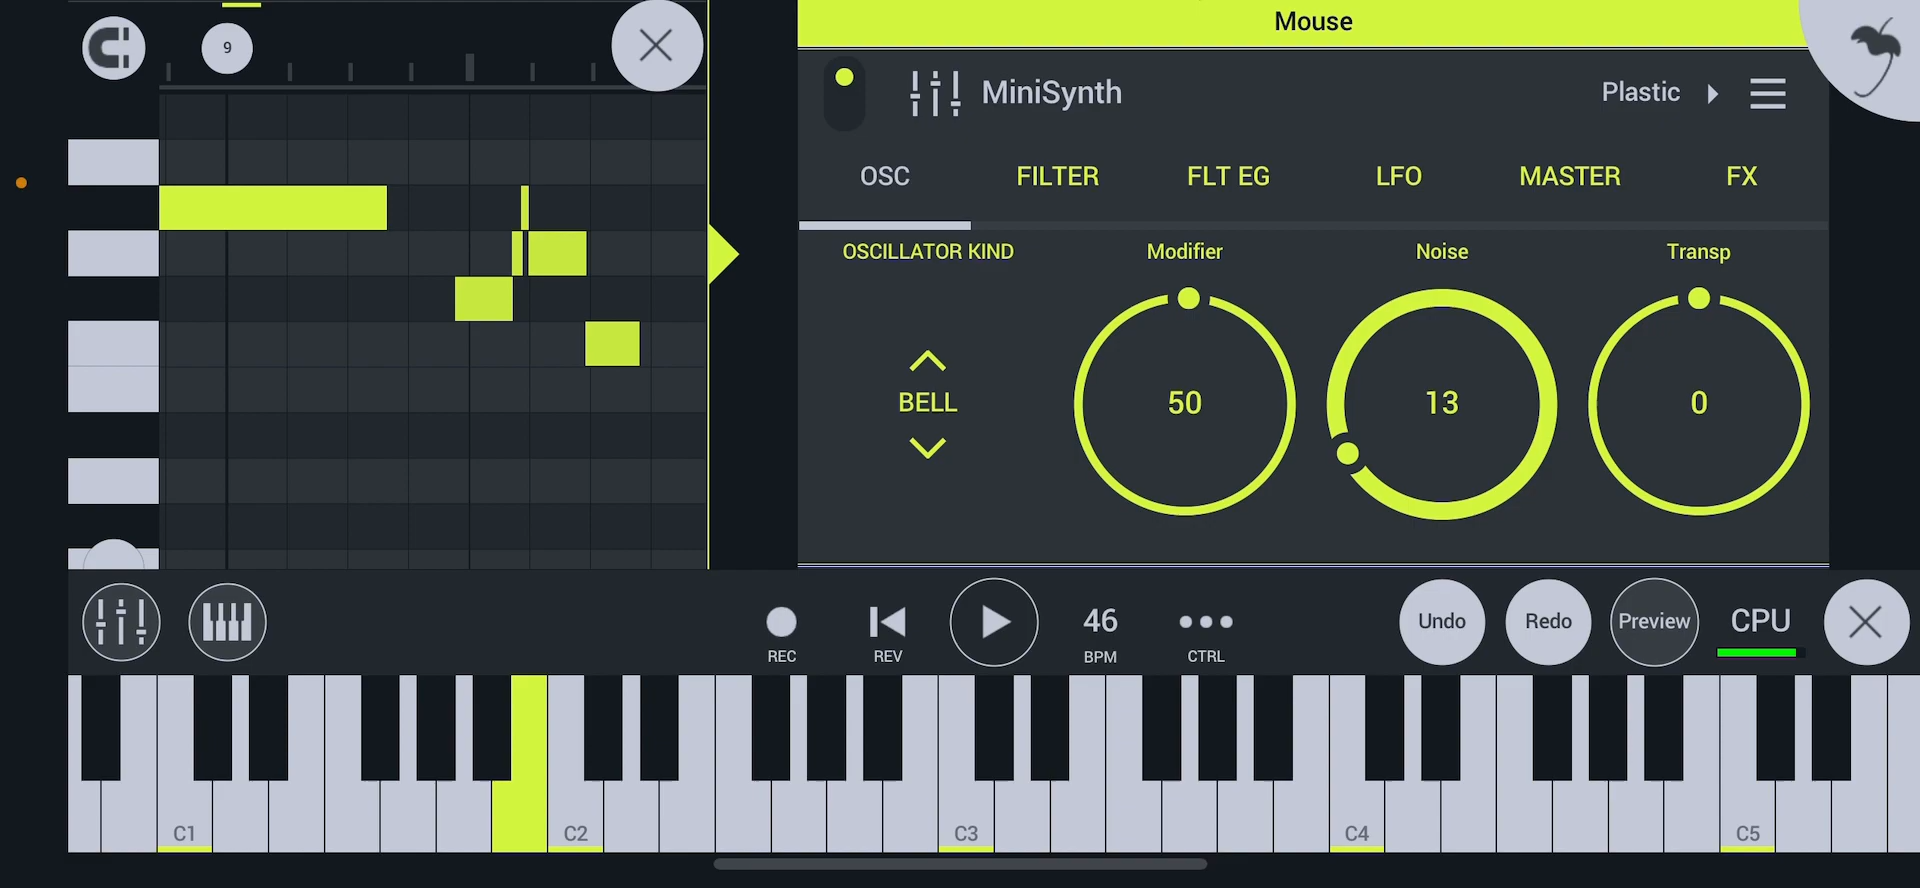 Mouse
9
MiniSynth
Plastic
OSC FILTER FLT EG LFO MASTER FX
OSCILLATOR KIND Modifier Noise Transp
BELL 50 13 0
46
Undo Redo Preview CPU
REC REV BPM CTRL
C1 C2 C3 C4 C5